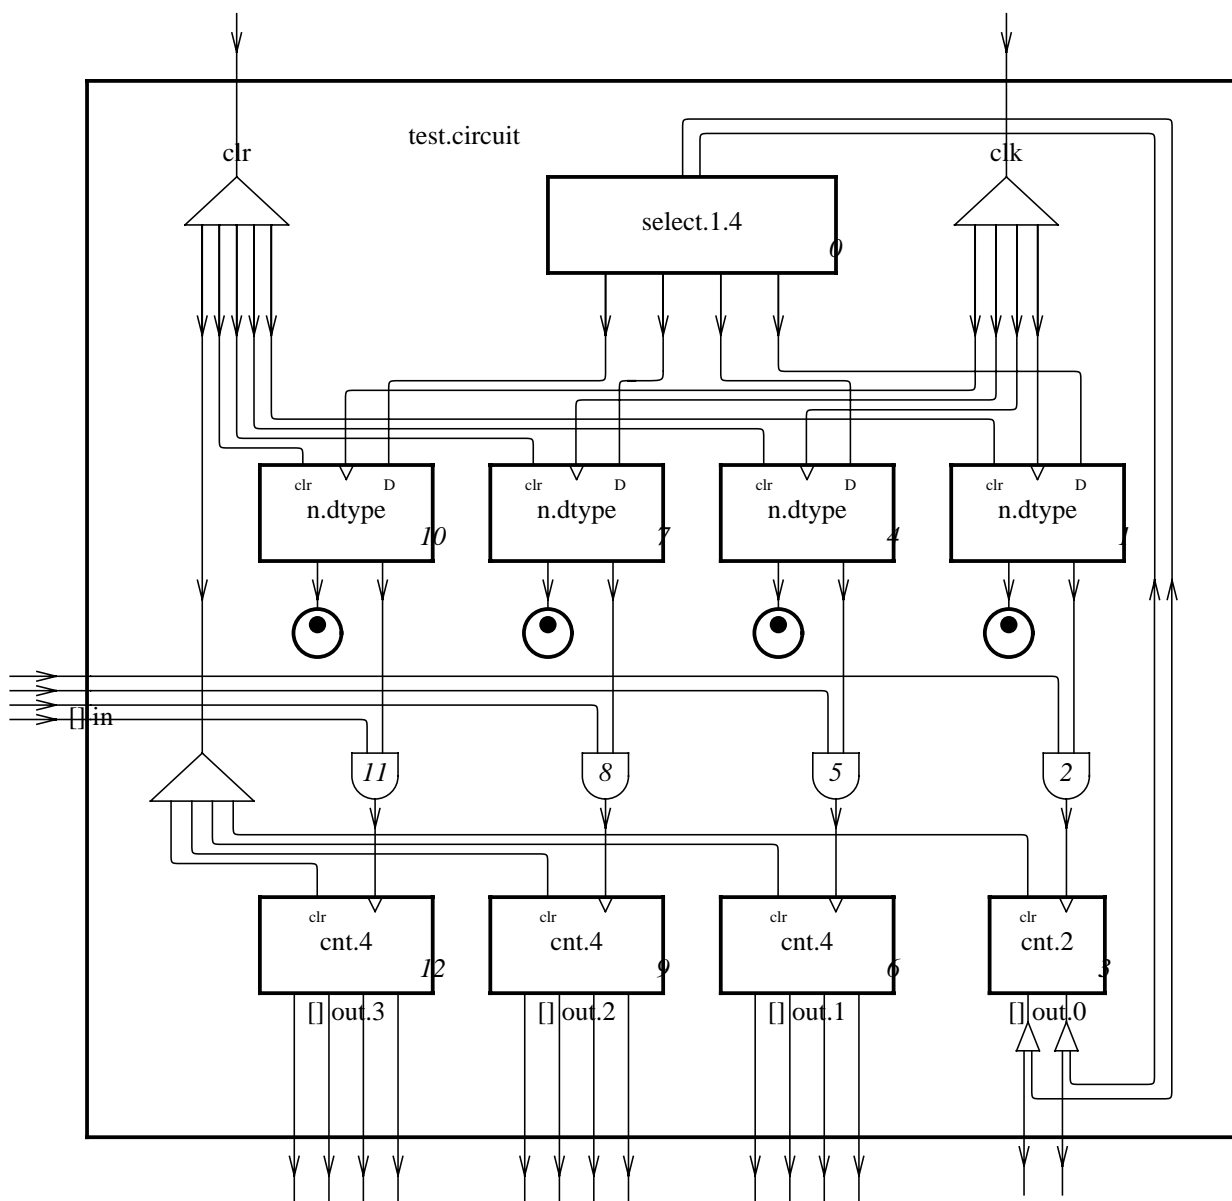 test.circuit
clr
clk
select.1.4
0
clr D
n.dtype
10
clr D
n.dtype
7
clr D
n.dtype
4
clr D
n.dtype
1
[] in
11
8
5
2
clr
cnt.4
12
clr
cnt.4
9
clr
cnt.4
6
clr
cnt.2
3
[] out.3
[] out.2
[] out.1
[] out.0